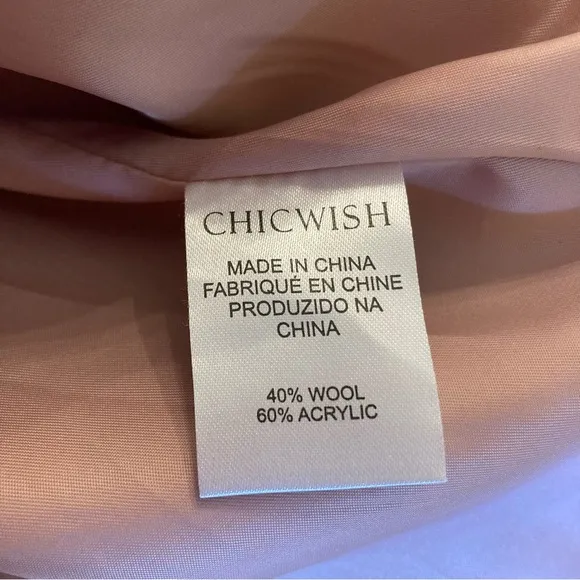 CHICWISH
MADE IN CHINA
FABRIQUÉ EN CHINE
PRODUZIDO NA
CHINA
40% WOOL
60% ACRYLIC